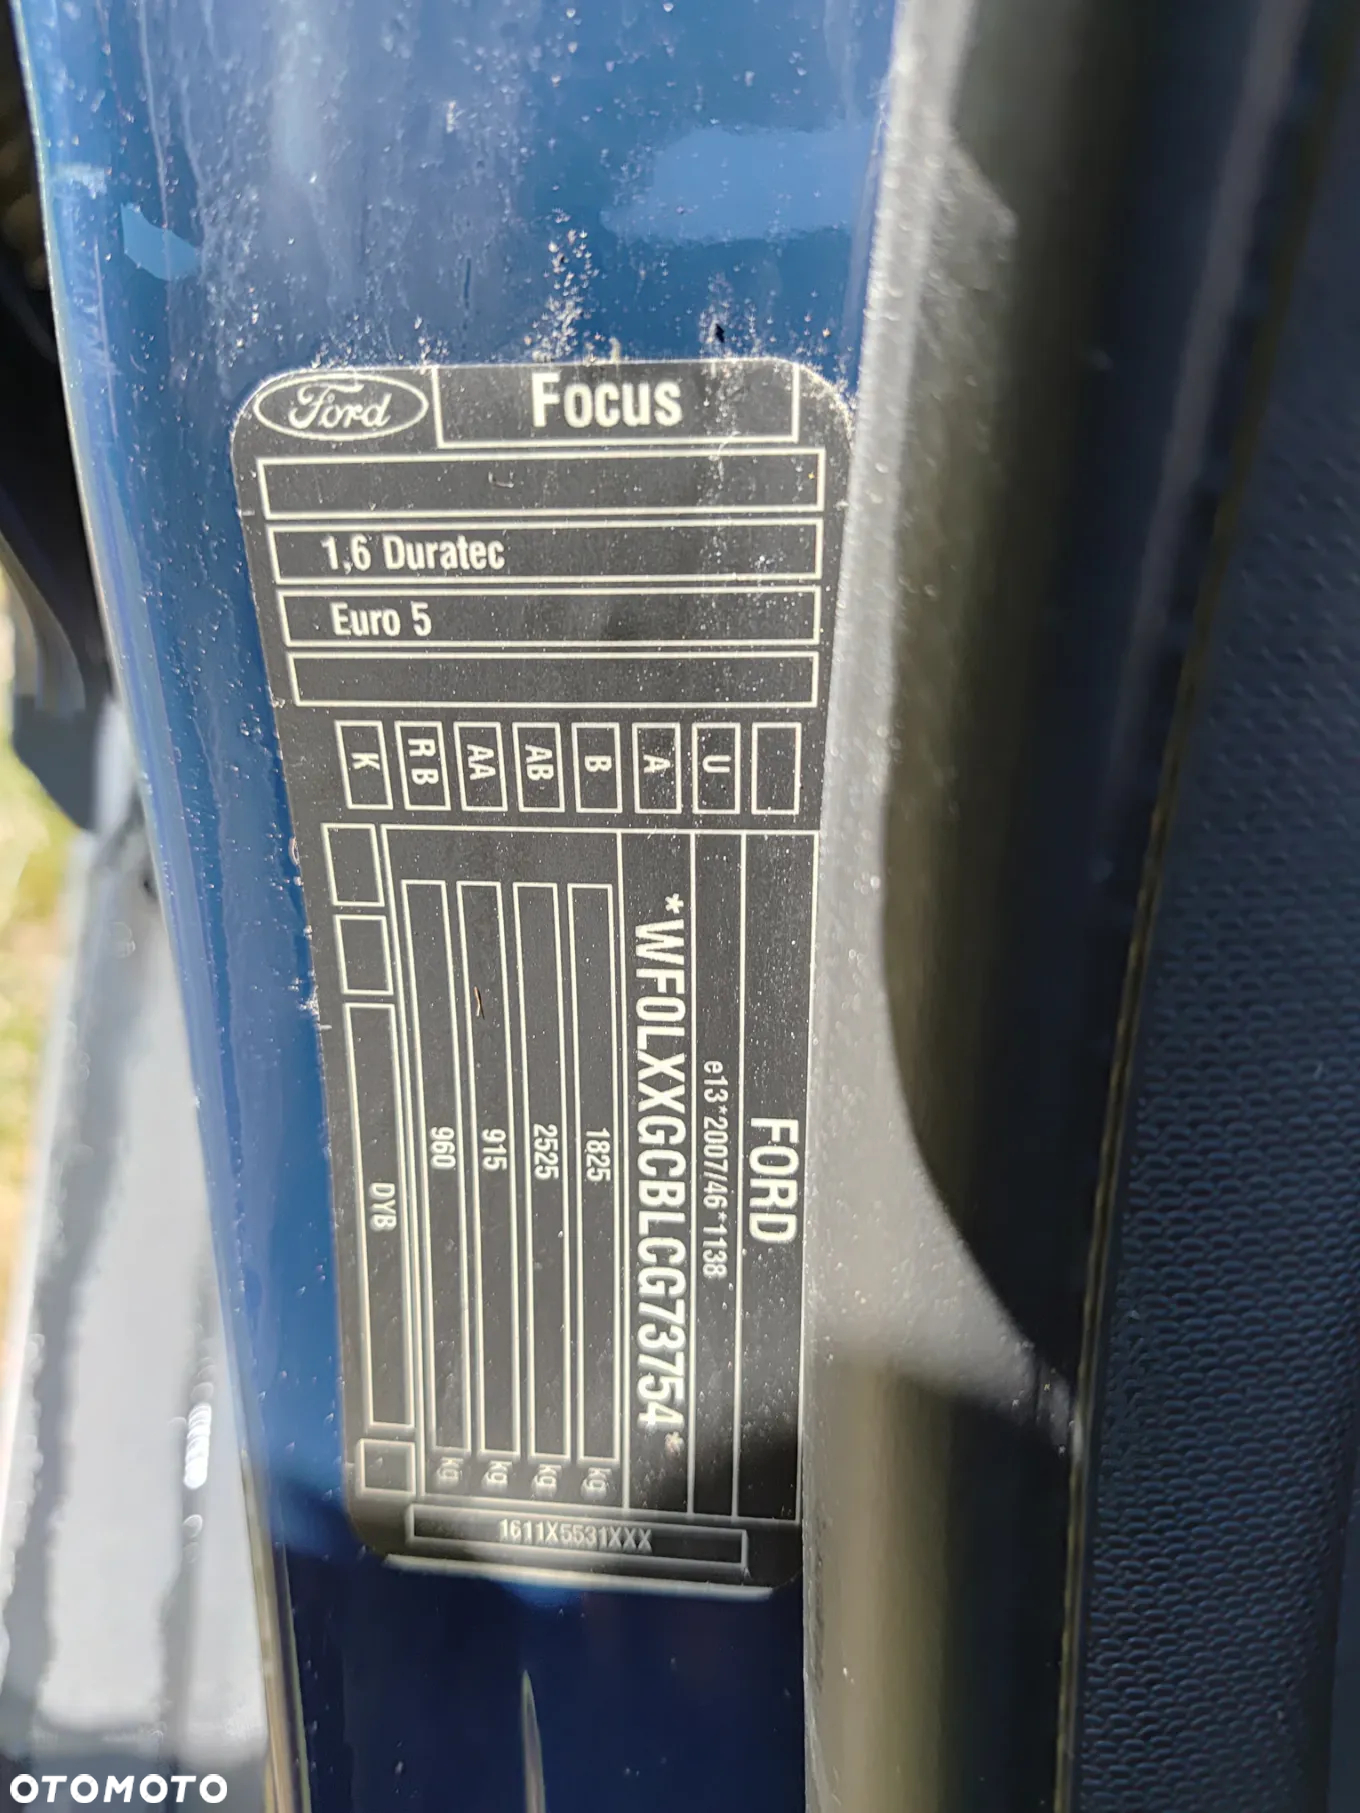 Ford
Focus
1,6 Duratec
Euro 5
FORD
U e13*2007/46*1138
A *WF0LXXGCBLCG73754*
B 1825 kg
AB 2525 kg
AA 915 kg
RB 960 kg
K DYB
1611X5531XXX
OTOMOTO